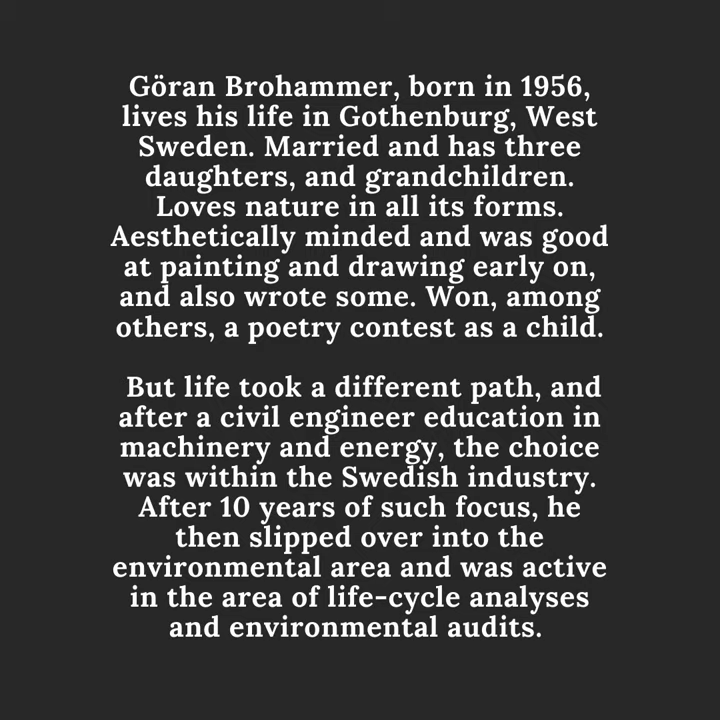 Göran Brohammer, born in 1956,
lives his life in Gothenburg, West
Sweden. Married and has three
daughters, and grandchildren.
Loves nature in all its forms.
Aesthetically minded and was good
at painting and drawing early on,
and also wrote some. Won, among
others, a poetry contest as a child.
But life took a different path, and
after a civil engineer education in
machinery and energy, the choice
was within the Swedish industry.
After 10 years of such focus, he
then slipped over into the
environmental area and was active
in the area of life-cycle analyses
and environmental audits.